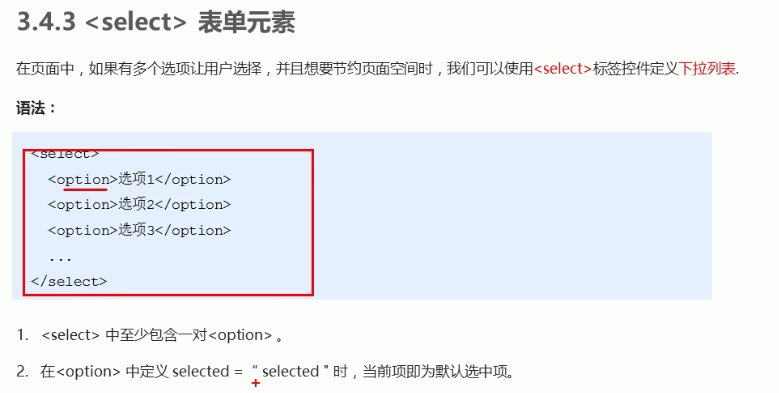 3.4.3 <select> 表单元素
在页面中，如果有多个选项让用户选择，并且想要节约页面空间时，我们可以使用<select>标签控件定义下拉列表.
语法：
<select>
<option>选项1</option>
<option>选项2</option>
<option>选项3</option>
...
</select>
1. <select> 中至少包含一对<option> 。
2. 在<option> 中定义 selected = “ selected " 时，当前项即为默认选中项。